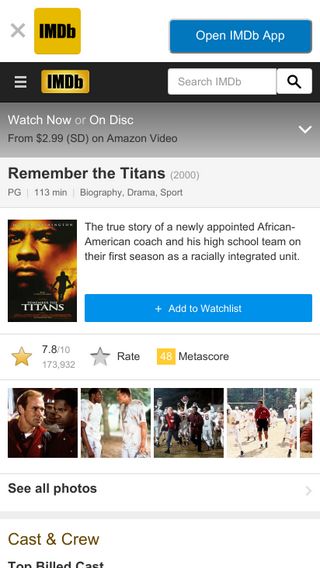 IMDb
Open IMDb App
IMDb
Search IMDb
Watch Now or On Disc
From $2.99 (SD) on Amazon Video
Remember the Titans (2000)
PG | 113 min | Biography, Drama, Sport
The true story of a newly appointed African-
American coach and his high school team on
their first season as a racially integrated unit.
TITANS
+ Add to Watchlist
7.8/10
173,932
Rate
48 Metascore
See all photos
Cast & Crew
Top Billed Cast